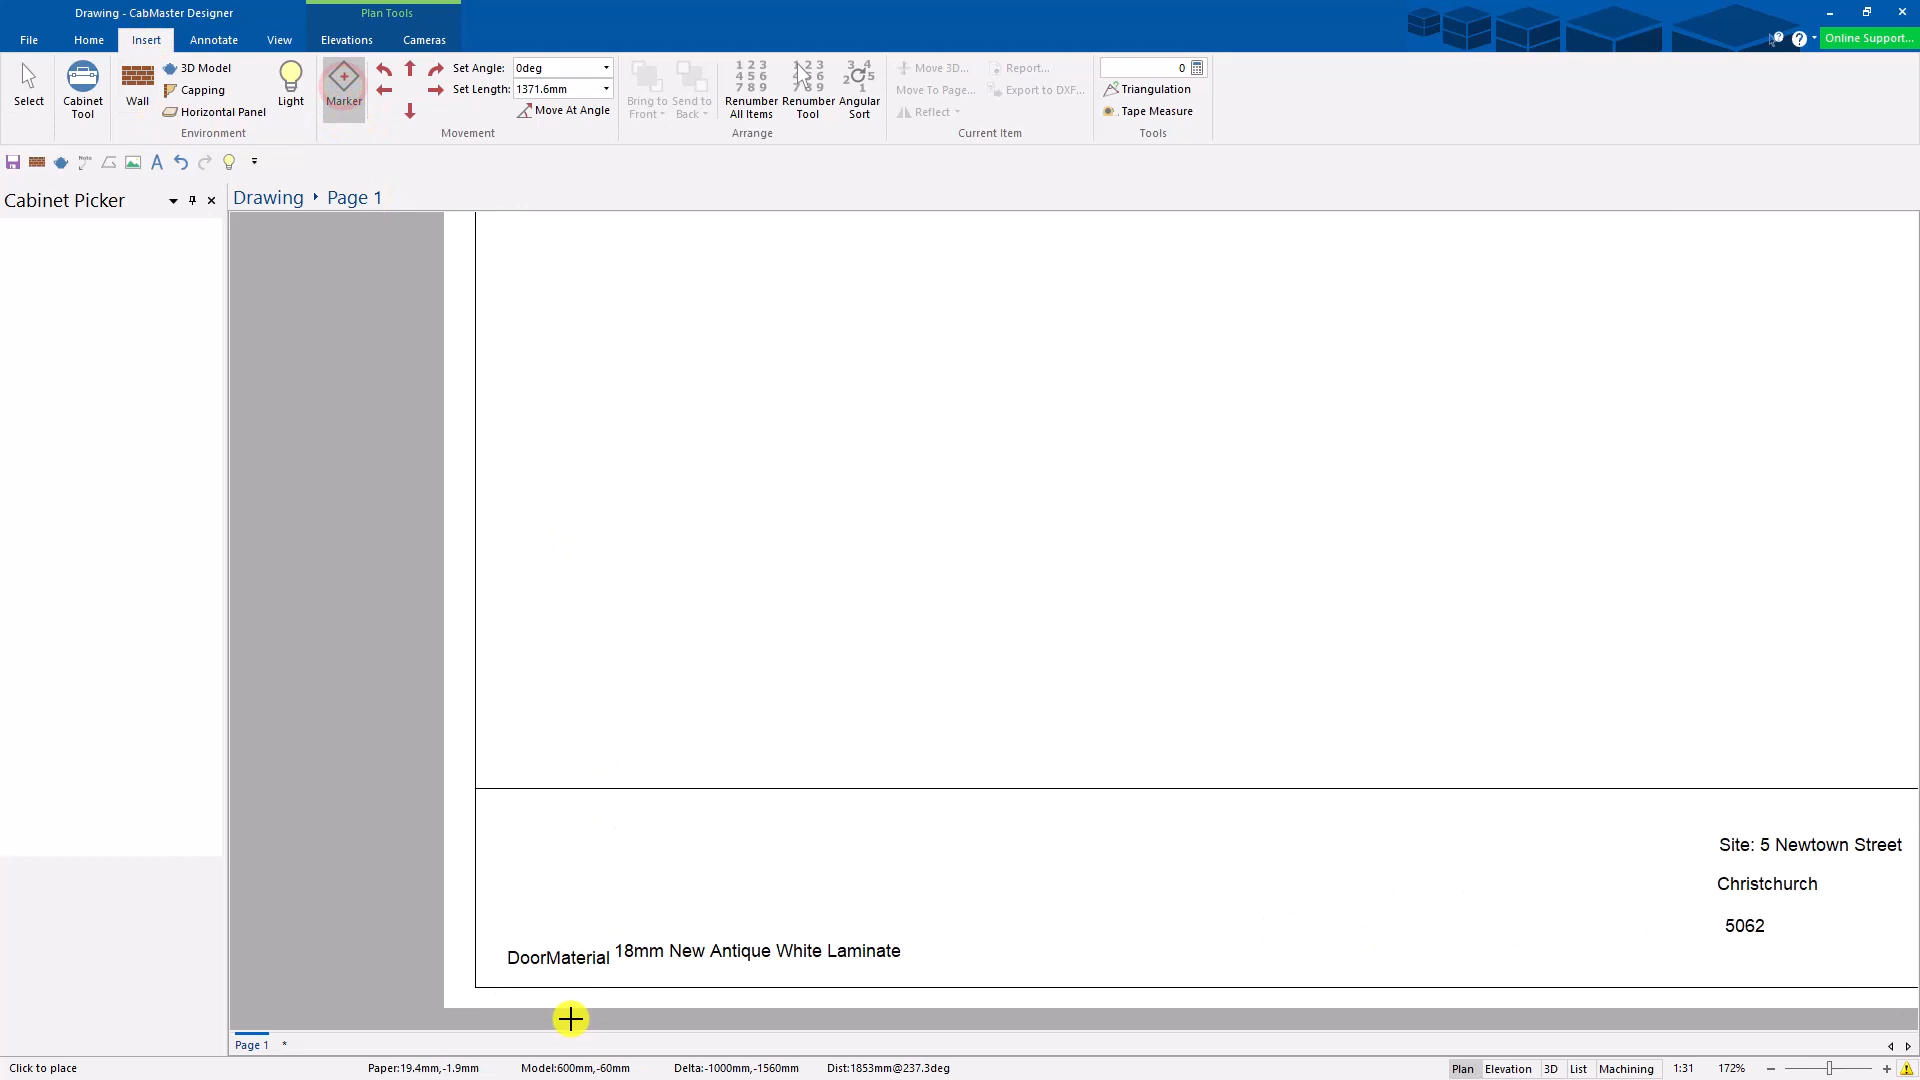 Drawing - CabMaster Designer
Plan Tools
File Home Insert Annotate View Elevations Cameras
Online Support...
Select
Cabinet Tool
Wall
3D Model
Capping
Horizontal Panel
Light
Environment
Marker
Set Angle: 0deg
Set Length: 1371.6mm
Move At Angle
Movement
Bring to Front
Send to Back
Renumber All Items
Renumber Tool
Angular Sort
Arrange
Move 3D...
Move To Page...
Reflect
Report...
Export to DXF...
Current Item
0
Triangulation
Tape Measure
Tools
Cabinet Picker
Drawing Page 1
Site: 5 Newtown Street
Christchurch
5062
DoorMaterial 18mm New Antique White Laminate
Page 1 *
Click to place Paper:19.4mm,-1.9mm Model:600mm,-60mm Delta:-1000mm,-1560mm Dist:1853mm@237.3deg Plan Elevation 3D List Machining 1:31 172%